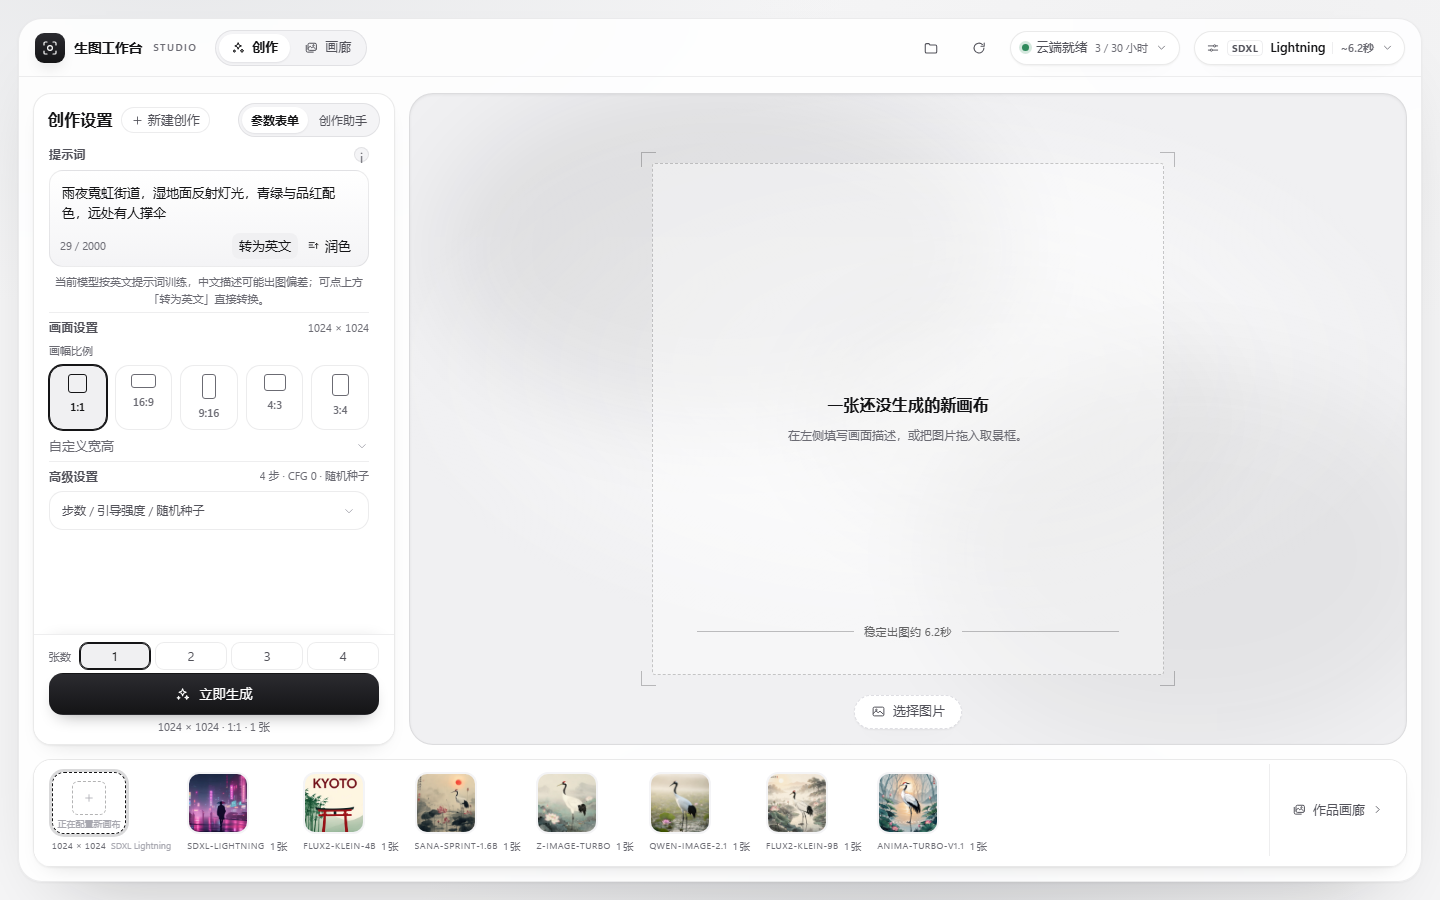 生图工作台 STUDIO
创作
画廊
云端就绪 3 / 30 小时
SDXL Lightning ~6.2秒
创作设置
+ 新建创作
参数表单
创作助手
提示词
雨夜霓虹街道，湿地面反射灯光，青绿与品红配
色，远处有人撑伞
29 / 2000
转为英文
润色
当前模型按英文提示词训练，中文描述可能出图偏差；可点上方
「转为英文」直接转换。
画面设置
1024 × 1024
画幅比例
1:1
16:9
9:16
4:3
3:4
自定义宽高
高级设置
4 步 · CFG 0 · 随机种子
步数 / 引导强度 / 随机种子
张数
1
2
3
4
立即生成
1024 × 1024 · 1:1 · 1 张
一张还没生成的新画布
在左侧填写画面描述，或把图片拖入取景框。
稳定出图约 6.2秒
选择图片
正在配置新画布
1024 × 1024 SDXL Lightning
SDXL-LIGHTNING 1 张
KYOTO
FLUX2-KLEIN-4B 1 张
SANA-SPRINT-1.6B 1 张
Z-IMAGE-TURBO 1 张
QWEN-IMAGE-2.1 1 张
FLUX2-KLEIN-9B 1 张
ANIMA-TURBO-V1.1 1 张
作品画廊